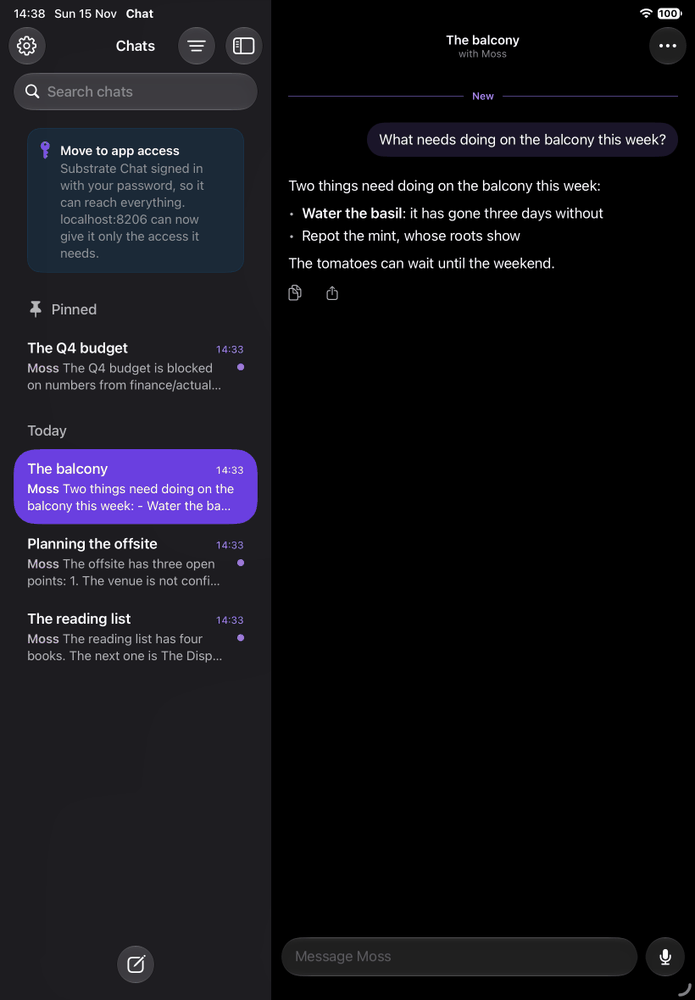 14:38 Sun 15 Nov Chat
100
Chats
Search chats
Move to app access
Substrate Chat signed in
with your password, so it
can reach everything.
localhost:8206 can now
give it only the access it
needs.
Pinned
The Q4 budget 14:33
Moss The Q4 budget is blocked
on numbers from finance/actual...
Today
The balcony 14:33
Moss Two things need doing on the
balcony this week: - Water the ba...
Planning the offsite 14:33
Moss The offsite has three open
points: 1. The venue is not confi...
The reading list 14:33
Moss The reading list has four
books. The next one is The Disp...
The balcony
with Moss
New
What needs doing on the balcony this week?
Two things need doing on the balcony this week:
• Water the basil: it has gone three days without
• Repot the mint, whose roots show
The tomatoes can wait until the weekend.
Message Moss